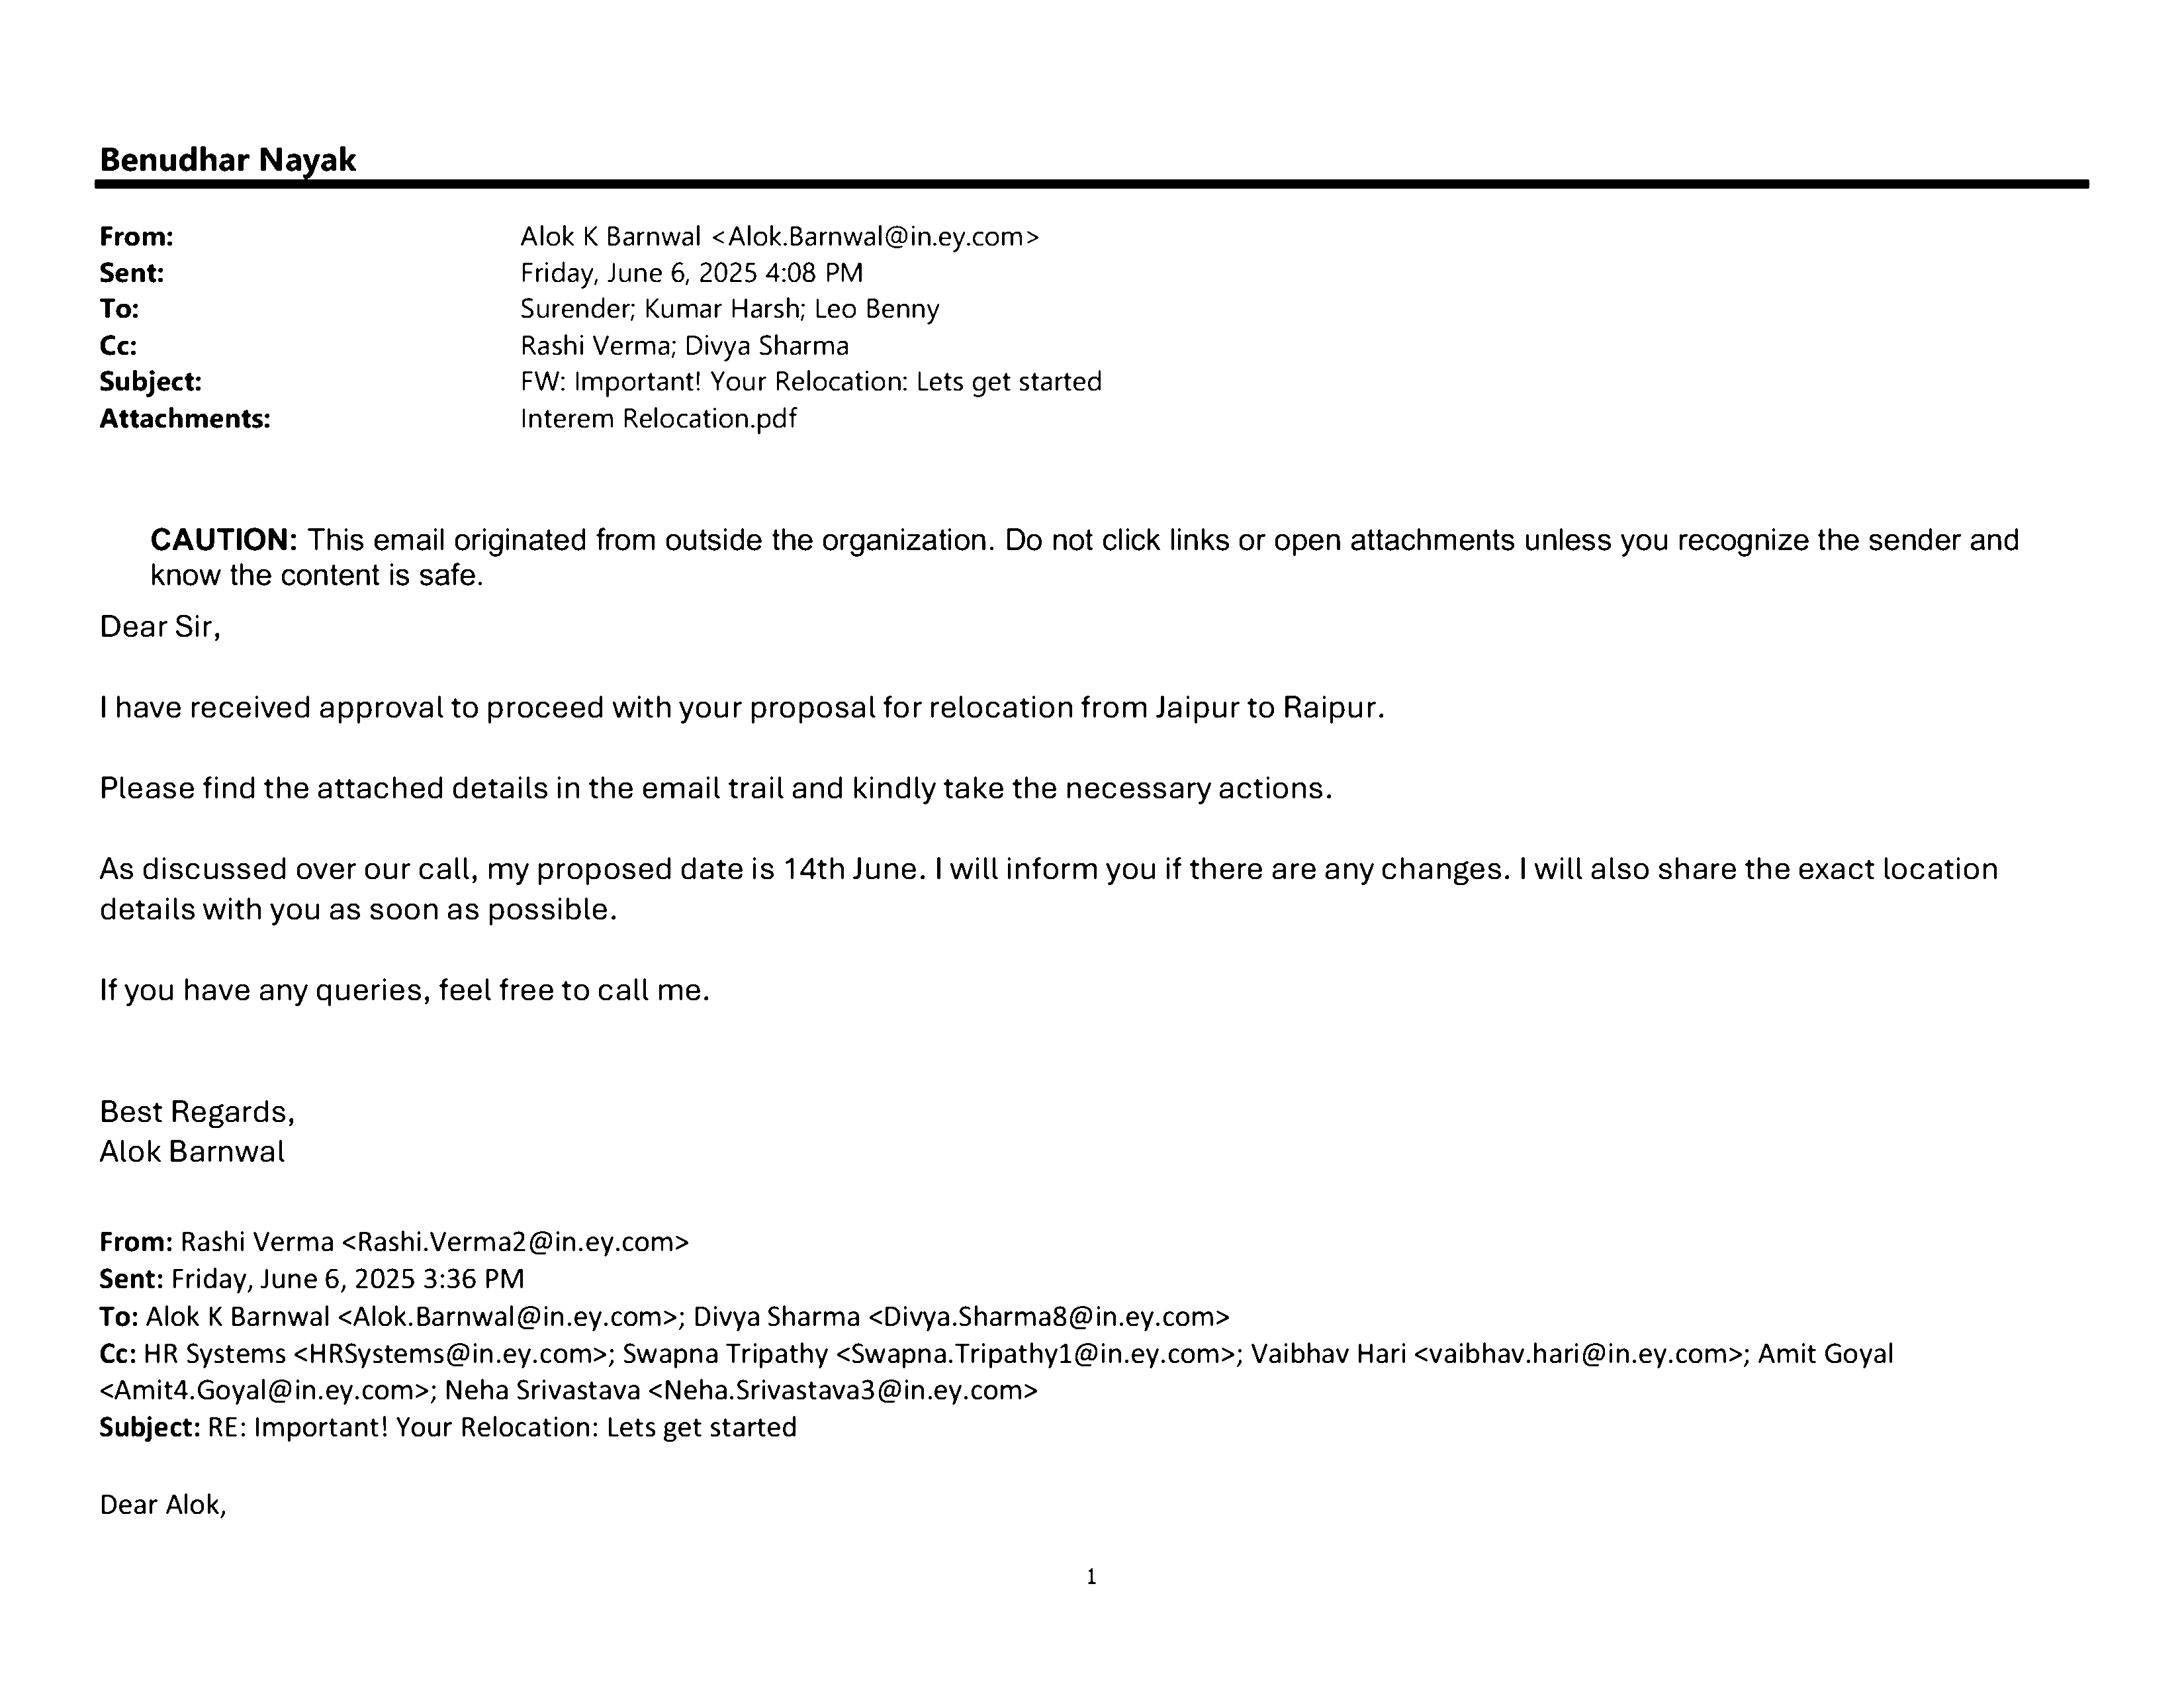 Benudhar Nayak
From: Alok K Barnwal <Alok.Barnwal@in.ey.com>
Sent: Friday, June 6, 2025 4:08 PM
To: Surender; Kumar Harsh; Leo Benny
Cc: Rashi Verma; Divya Sharma
Subject: FW: Important! Your Relocation: Lets get started
Attachments: Interem Relocation.pdf
CAUTION: This email originated from outside the organization. Do not click links or open attachments unless you recognize the sender and
know the content is safe.
Dear Sir,
I have received approval to proceed with your proposal for relocation from Jaipur to Raipur.
Please find the attached details in the email trail and kindly take the necessary actions.
As discussed over our call, my proposed date is 14th June. I will inform you if there are any changes. I will also share the exact location
details with you as soon as possible.
If you have any queries, feel free to call me.
Best Regards,
Alok Barnwal
From: Rashi Verma <Rashi.Verma2@in.ey.com>
Sent: Friday, June 6, 2025 3:36 PM
To: Alok K Barnwal <Alok.Barnwal@in.ey.com>; Divya Sharma <Divya.Sharma8@in.ey.com>
Cc: HR Systems <HRSystems@in.ey.com>; Swapna Tripathy <Swapna.Tripathy1@in.ey.com>; Vaibhav Hari <vaibhav.hari@in.ey.com>; Amit Goyal
<Amit4.Goyal@in.ey.com>; Neha Srivastava <Neha.Srivastava3@in.ey.com>
Subject: RE: Important! Your Relocation: Lets get started
Dear Alok,
1